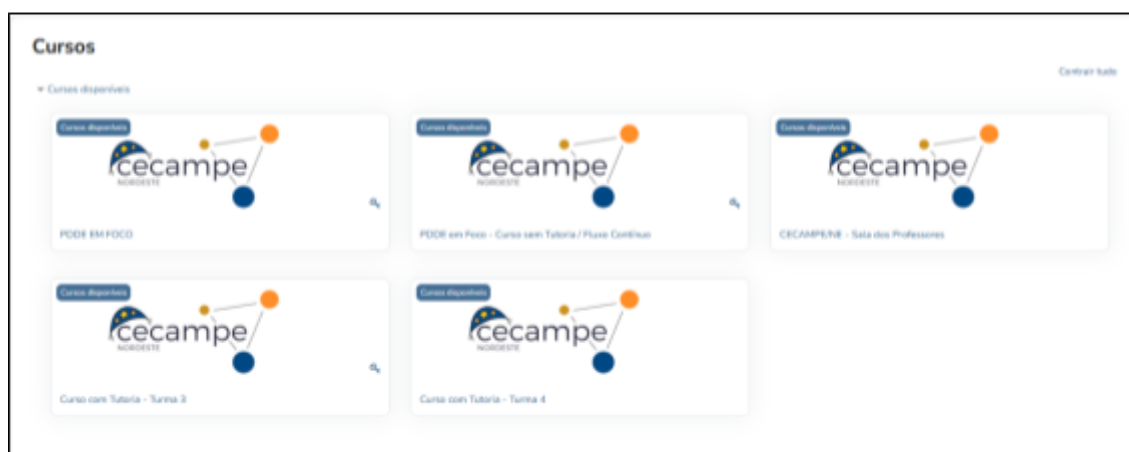 Cursos
Contrair tudo
Cursos disponíveis
Cursos disponíveis
cecampe
NORDESTE
PDDE EM FOCO
Cursos disponíveis
cecampe
NORDESTE
PDDE em Foco - Curso sem Tutoria / Fluxo Contínuo
Cursos disponíveis
cecampe
NORDESTE
CECAMPE/NE - Sala dos Professores
Cursos disponíveis
cecampe
NORDESTE
Curso com Tutoria - Turma 3
Cursos disponíveis
cecampe
NORDESTE
Curso com Tutoria - Turma 4